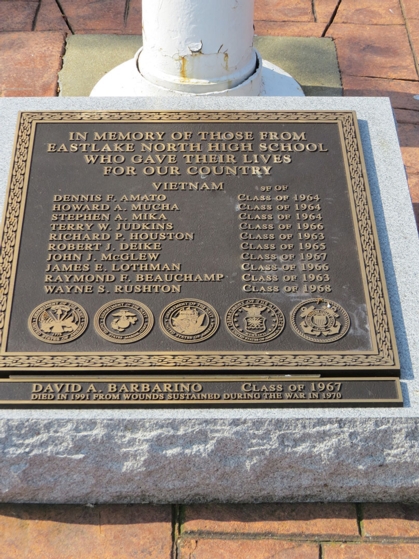 IN MEMORY OF THOSE FROM
EASTLAKE NORTH HIGH SCHOOL
WHO GAVE THEIR LIVES
FOR OUR COUNTRY
VIETNAM
DENNIS F. AMATO CLASS OF 1964
HOWARD A. MUCHA CLASS OF 1964
STEPHEN A. MIKA CLASS OF 1964
TERRY W. JUDKINS CLASS OF 1966
RICHARD P. HOUSTON CLASS OF 1963
ROBERT J. DEIKE CLASS OF 1965
JOHN J. McGLEW CLASS OF 1967
JAMES E. LOTHMAN CLASS OF 1966
RAYMOND F. BEAUCHAMP CLASS OF 1963
WAYNE S. RUSHTON CLASS OF 1968
DAVID A. BARBARINO CLASS OF 1967
DIED IN 1991 FROM WOUNDS SUSTAINED DURING THE WAR IN 1970